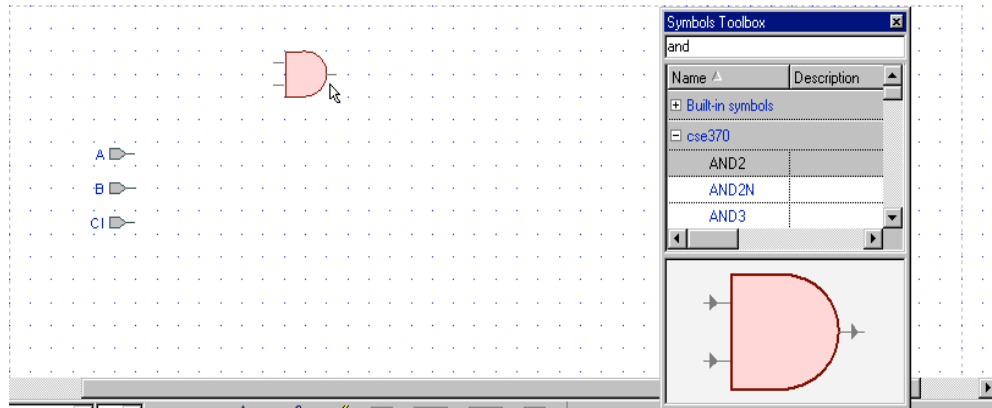 Symbols Toolbox
and
Name Description
Built-in symbols
cse370
AND2
AND2N
AND3
A
B
CI